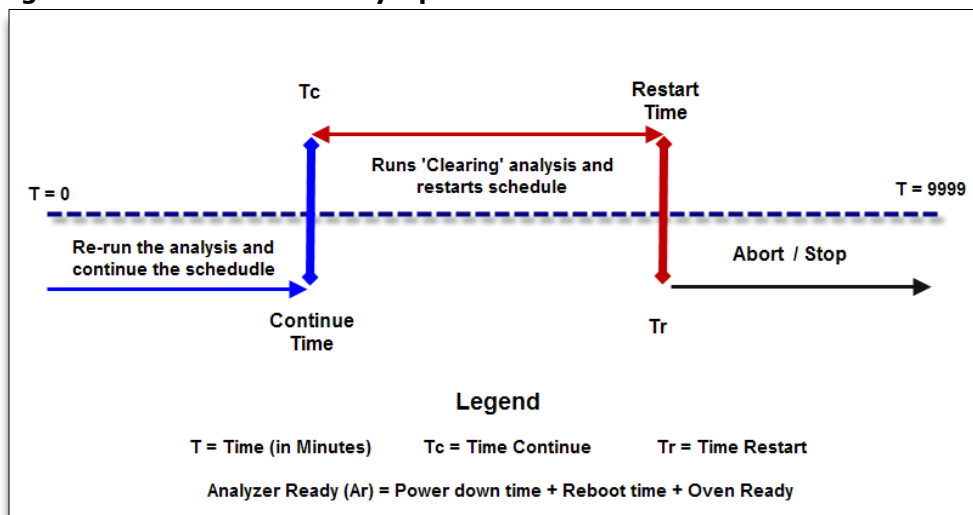 Tc
Restart
Time
Runs 'Clearing' analysis and
restarts schedule
T = 0
T = 9999
Re-run the analysis and
continue the schedudle
Abort / Stop
Continue
Time
Tr
Legend
T = Time (in Minutes)
Tc = Time Continue
Tr = Time Restart
Analyzer Ready (Ar) = Power down time + Reboot time + Oven Ready